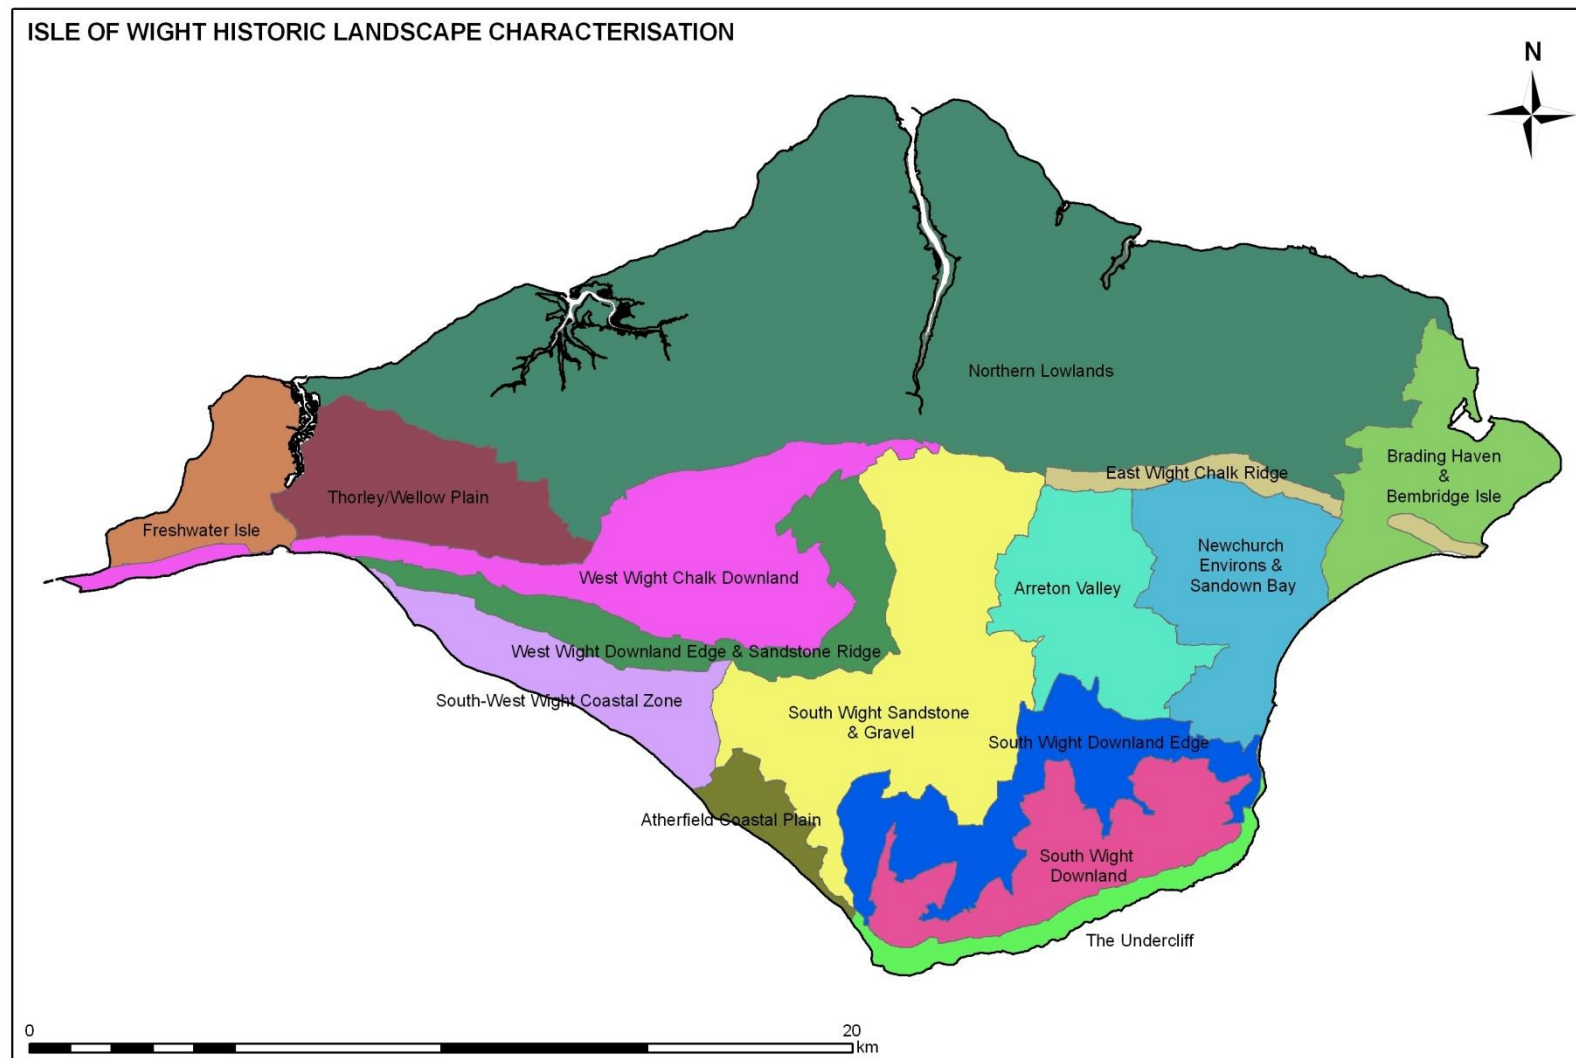 ISLE OF WIGHT HISTORIC LANDSCAPE CHARACTERISATION
N
Northern Lowlands
East Wight Chalk Ridge
Brading Haven
&
Bembridge Isle
Thorley/Wellow Plain
Freshwater Isle
West Wight Chalk Downland
Arreton Valley
Newchurch
Environs &
Sandown Bay
West Wight Downland Edge & Sandstone Ridge
South-West Wight Coastal Zone
South Wight Sandstone
& Gravel
South Wight Downland Edge
Atherfield Coastal Plain
South Wight
Downland
The Undercliff
0
20
km